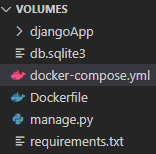 VOLUMES
djangoApp
db.sqlite3
docker-compose.yml
Dockerfile
manage.py
requirements.txt